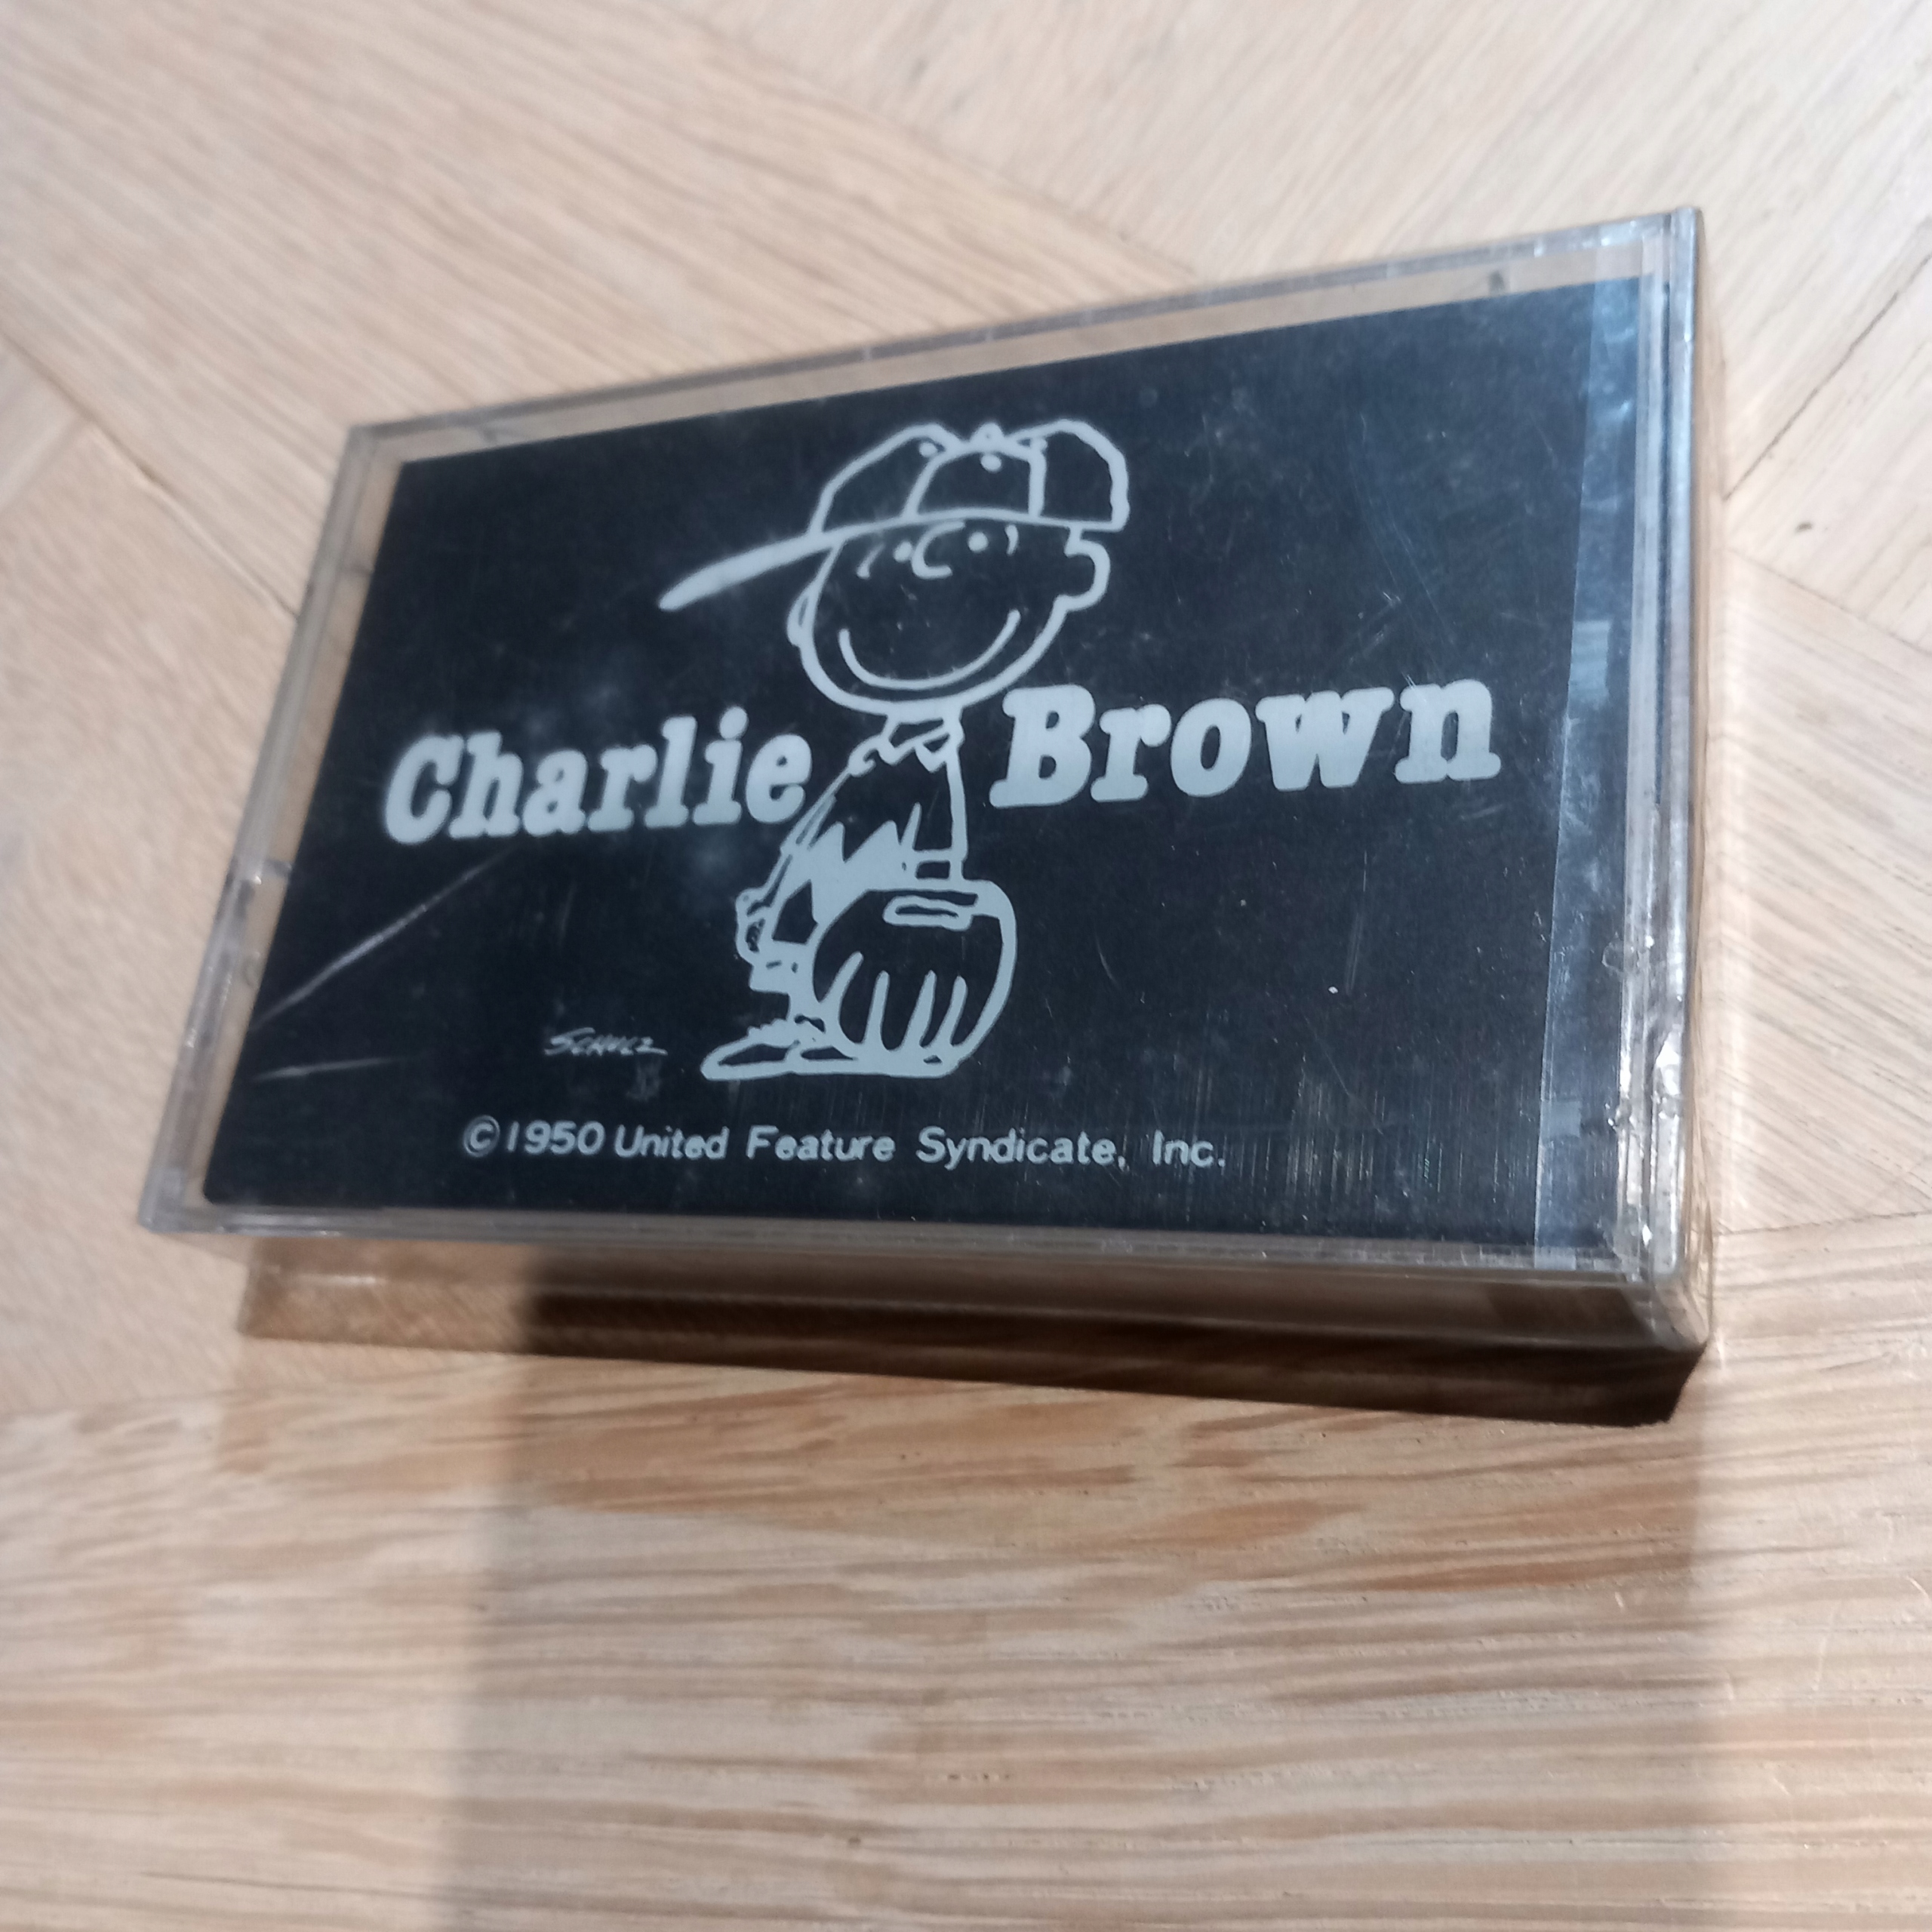 Charlie Brown
SCHULZ
©1950 United Feature Syndicate, Inc.